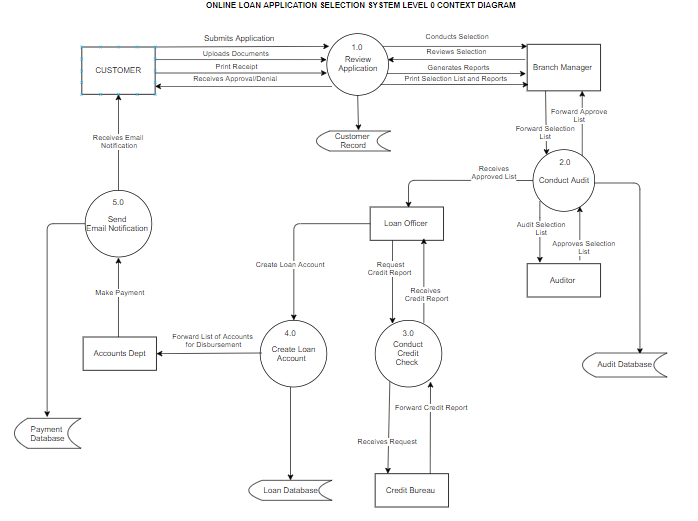 ONLINE LOAN APPLICATION SELECTION SYSTEM LEVEL 0 CONTEXT DIAGRAM
Submits Application
Uploads Documents
Print Receipt
Receives Approval/Denial
CUSTOMER
1.0
Review
Application
Conducts Selection
Reviews Selection
Generates Reports
Print Selection List and Reports
Branch Manager
Customer
Record
Forward Approve
List
Forward Selection
List
Receives Email
Notification
2.0
Conduct Audit
Receives
Approved List
5.0
Send
Email Notification
Loan Officer
Audit Selection
List
Approves Selection
List
Create Loan Account
Request
Credit Report
Auditor
Make Payment
Receives
Credit Report
4.0
Create Loan
Account
3.0
Conduct
Credit
Check
Forward List of Accounts
for Disbursement
Accounts Dept
Audit Database
Forward Credit Report
Payment
Database
Receives Request
Loan Database
Credit Bureau